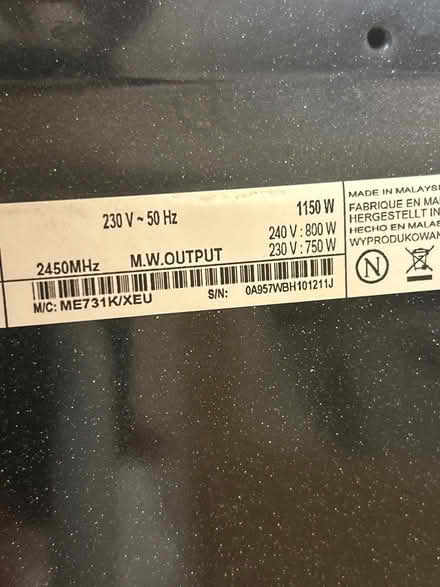 230 V ~ 50 Hz
1150 W
240 V : 800 W
2450MHz M.W.OUTPUT 230 V : 750 W
M/C: ME731K/XEU S/N: 0A957WBH101211J
MADE IN MALAYS
FABRIQUE EN MA
HERGESTELLT IN
HECHO EN MALAS
WYPRODUKOWAN
N